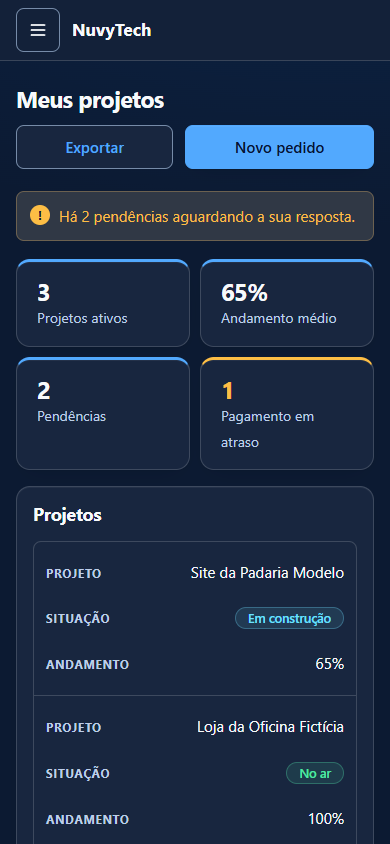 NuvyTech
Meus projetos
Exportar
Novo pedido
! Há 2 pendências aguardando a sua resposta.
3
Projetos ativos
65%
Andamento médio
2
Pendências
1
Pagamento em
atraso
Projetos
PROJETO Site da Padaria Modelo
SITUAÇÃO Em construção
ANDAMENTO 65%
PROJETO Loja da Oficina Fictícia
SITUAÇÃO No ar
ANDAMENTO 100%